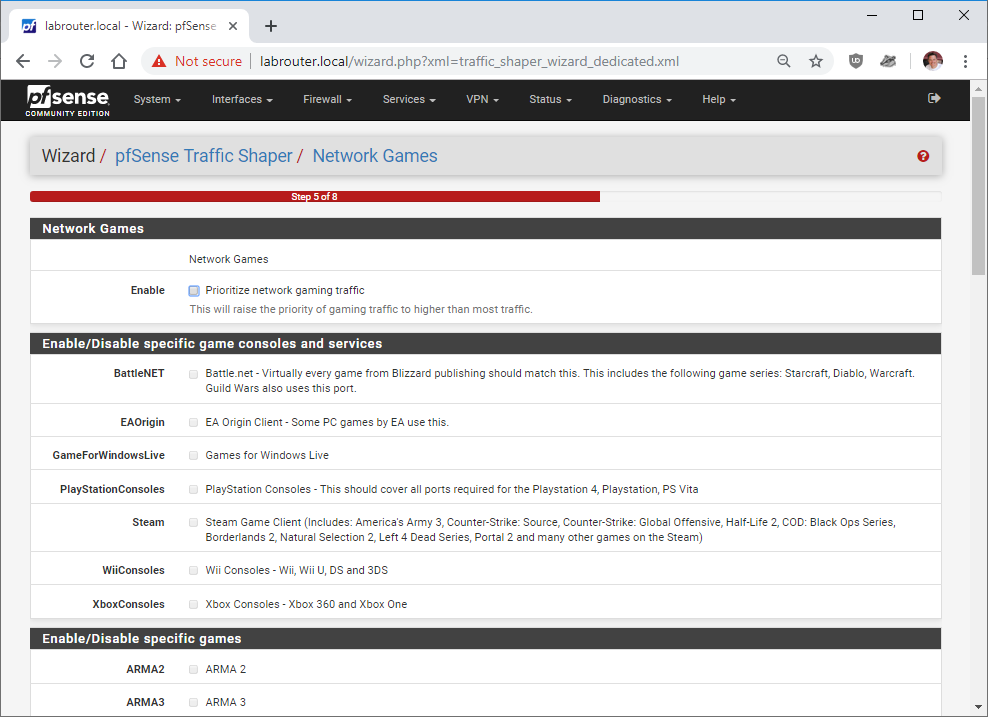 labrouter.local - Wizard: pfSense
Not secure | labrouter.local/wizard.php?xml=traffic_shaper_wizard_dedicated.xml
pfsense COMMUNITY EDITION System Interfaces Firewall Services VPN Status Diagnostics Help
Wizard / pfSense Traffic Shaper / Network Games
Step 5 of 8
Network Games
Network Games
Enable Prioritize network gaming traffic
This will raise the priority of gaming traffic to higher than most traffic.
Enable/Disable specific game consoles and services
BattleNET Battle.net - Virtually every game from Blizzard publishing should match this. This includes the following game series: Starcraft, Diablo, Warcraft.
Guild Wars also uses this port.
EAOrigin EA Origin Client - Some PC games by EA use this.
GameForWindowsLive Games for Windows Live
PlayStationConsoles PlayStation Consoles - This should cover all ports required for the Playstation 4, Playstation, PS Vita
Steam Steam Game Client (Includes: America's Army 3, Counter-Strike: Source, Counter-Strike: Global Offensive, Half-Life 2, COD: Black Ops Series,
Borderlands 2, Natural Selection 2, Left 4 Dead Series, Portal 2 and many other games on the Steam)
WiiConsoles Wii Consoles - Wii, Wii U, DS and 3DS
XboxConsoles Xbox Consoles - Xbox 360 and Xbox One
Enable/Disable specific games
ARMA2 ARMA 2
ARMA3 ARMA 3